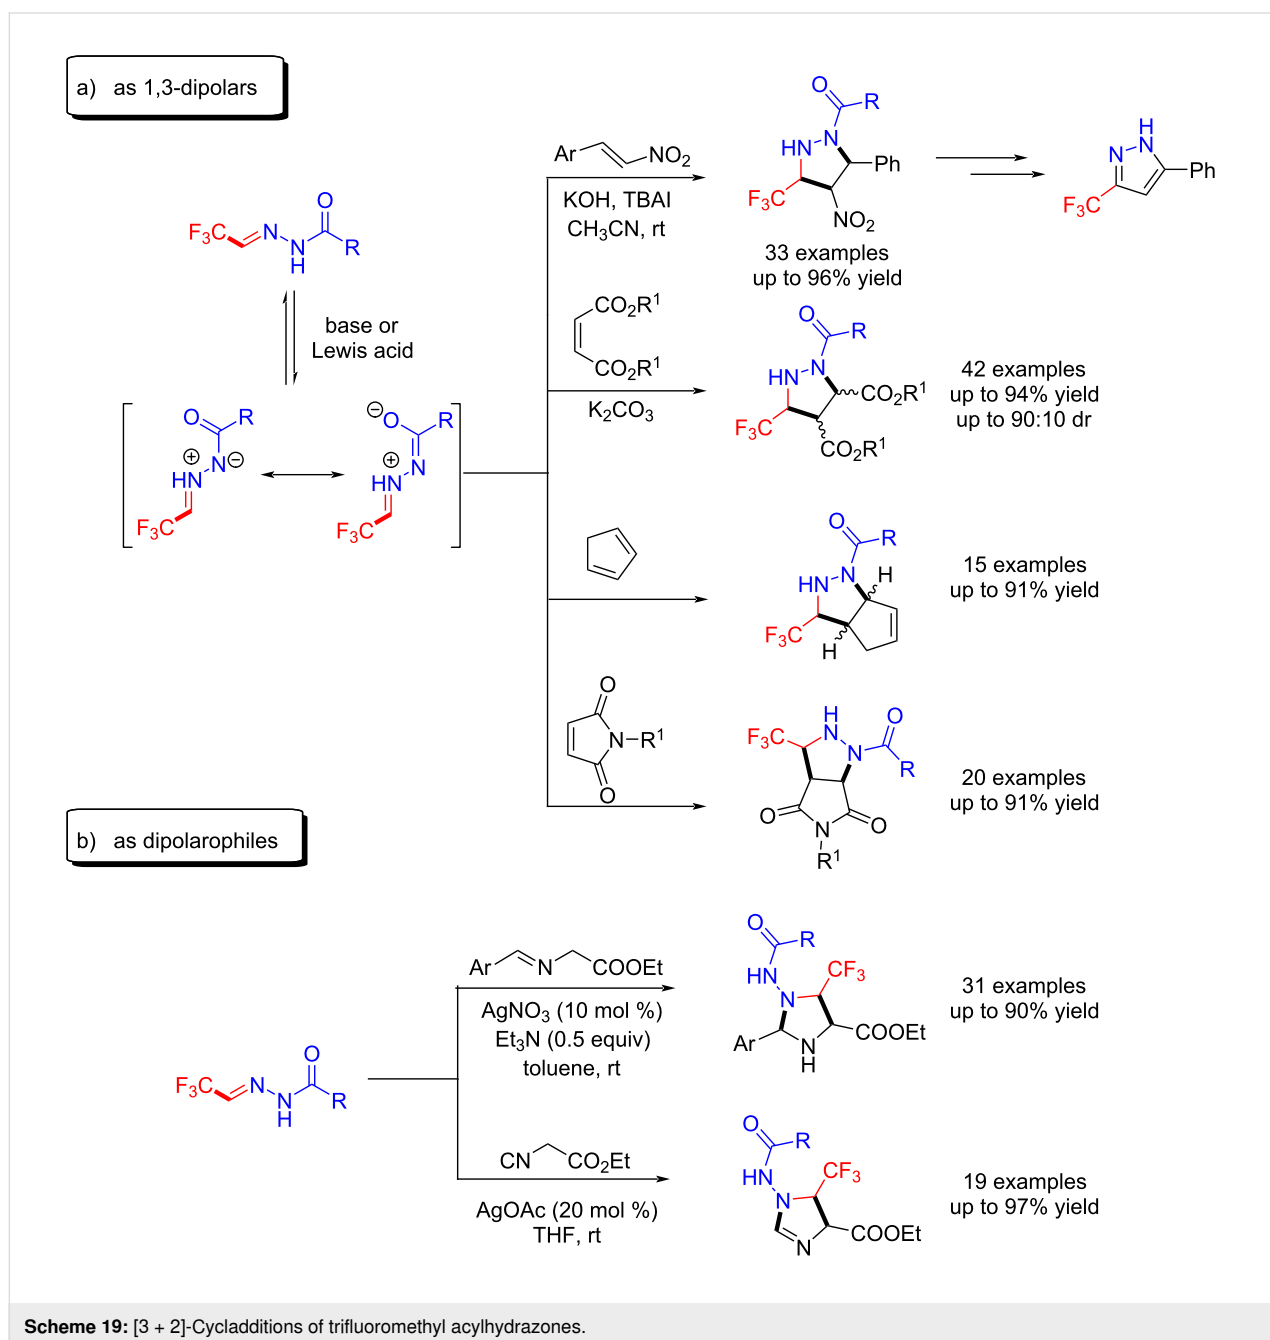 a) as 1,3-dipolars
F₃C N N H O R
base or
Lewis acid
O R HN ⊕ N ⊖ F₃C
⊖ O R ⊕ HN N F₃C
Ar NO₂
KOH, TBAI
CH₃CN, rt
O R HN N Ph F₃C NO₂
33 examples
up to 96% yield
H N N Ph F₃C
CO₂R¹
CO₂R¹
K₂CO₃
O R HN N CO₂R¹ F₃C CO₂R¹
42 examples
up to 94% yield
up to 90:10 dr
O R HN N H F₃C H
15 examples
up to 91% yield
O N R¹ O
F₃C H N N O R O N O R¹
20 examples
up to 91% yield
b) as dipolarophiles
F₃C N N H O R
Ar N COOEt
AgNO₃ (10 mol %)
Et₃N (0.5 equiv)
toluene, rt
O R HN N CF₃ Ar N H COOEt
31 examples
up to 90% yield
CN CO₂Et
AgOAc (20 mol %)
THF, rt
O R HN N CF₃ N COOEt
19 examples
up to 97% yield
Scheme 19: [3 + 2]-Cycladditions of trifluoromethyl acylhydrazones.